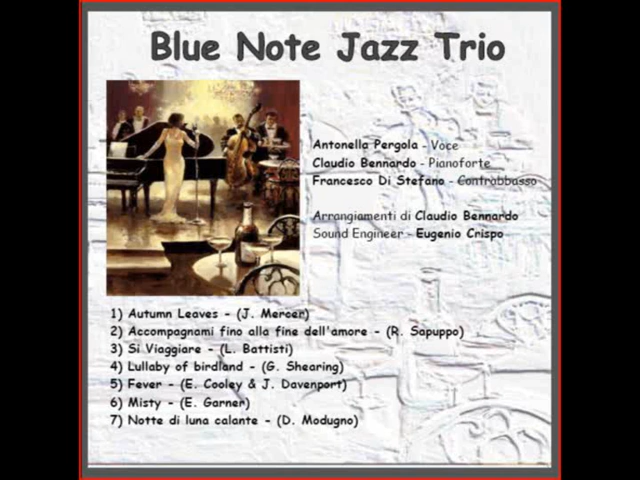 Blue Note Jazz Trio
Antonella Pergola - Voce
Claudio Bennardo - Pianoforte
Francesco Di Stefano - Contrabbasso
Arrangiamenti di Claudio Bennardo
Sound Engineer - Eugenio Crispo
1) Autumn Leaves - (J. Mercer)
2) Accompagnami fino alla fine dell'amore - (R. Sapuppo)
3) Si Viaggiare - (L. Battisti)
4) Lullaby of birdland - (G. Shearing)
5) Fever - (E. Cooley & J. Davenport)
6) Misty - (E. Garner)
7) Notte di luna calante - (D. Modugno)